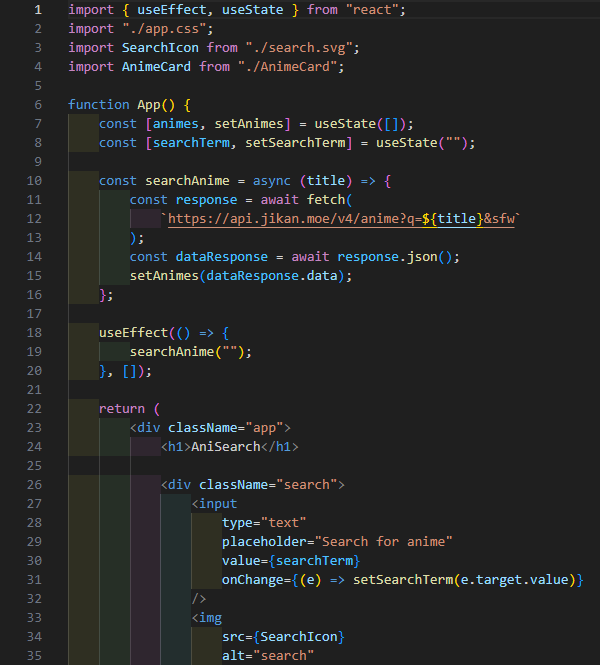 1 import { useEffect, useState } from "react";
2 import "./app.css";
3 import SearchIcon from "./search.svg";
4 import AnimeCard from "./AnimeCard";
5
6 function App() {
7     const [animes, setAnimes] = useState([]);
8     const [searchTerm, setSearchTerm] = useState("");
9
10     const searchAnime = async (title) => {
11         const response = await fetch(
12             `https://api.jikan.moe/v4/anime?q=${title}&sfw`
13         );
14         const dataResponse = await response.json();
15         setAnimes(dataResponse.data);
16     };
17
18     useEffect(() => {
19         searchAnime("");
20     }, []);
21
22     return (
23         <div className="app">
24             <h1>AniSearch</h1>
25
26             <div className="search">
27                 <input
28                     type="text"
29                     placeholder="Search for anime"
30                     value={searchTerm}
31                     onChange={(e) => setSearchTerm(e.target.value)}
32                 />
33                 <img
34                     src={SearchIcon}
35                     alt="search"